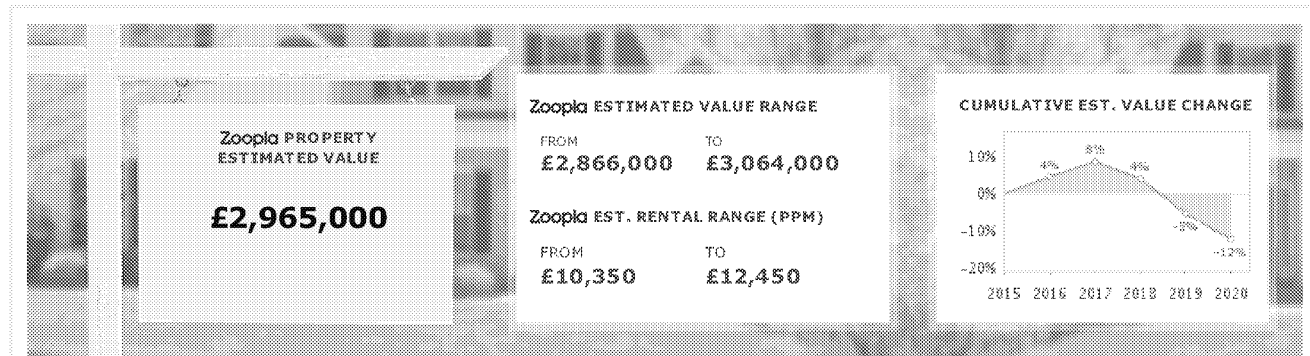 Zoopla PROPERTY
ESTIMATED VALUE
£2,965,000
Zoopla ESTIMATED VALUE RANGE
FROM TO
£2,866,000 £3,064,000
Zoopla EST. RENTAL RANGE (PPM)
FROM TO
£10,350 £12,450
CUMULATIVE EST. VALUE CHANGE
10%
0%
-10%
-20%
4%
8%
4%
-12%
2015 2016 2017 2018 2019 2020